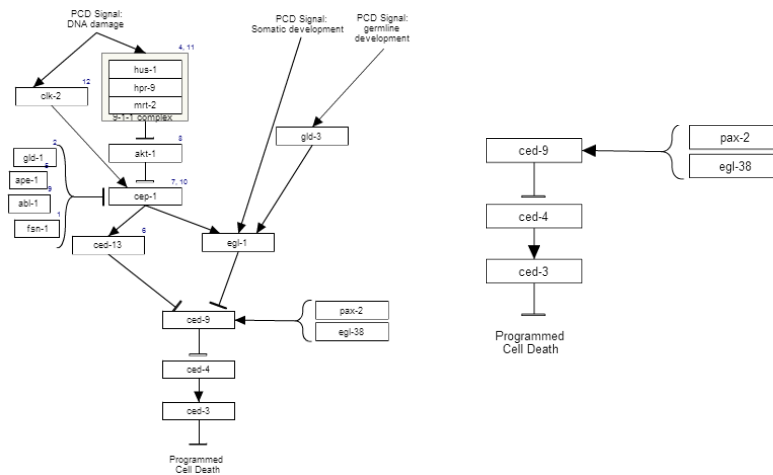 PCD Signal:
DNA damage
PCD Signal:
Somatic development
PCD Signal:
germline
development
4, 11
hus-1
hpr-9
mrt-2
9-1-1 complex
12
clk-2
gld-3
8
akt-1
2
gld-1
5
ape-1
9
abl-1
1
fsn-1
7, 10
cep-1
6
ced-13
egl-1
ced-9
pax-2
egl-38
ced-4
ced-3
Programmed
Cell Death
ced-9
pax-2
egl-38
ced-4
ced-3
Programmed
Cell Death